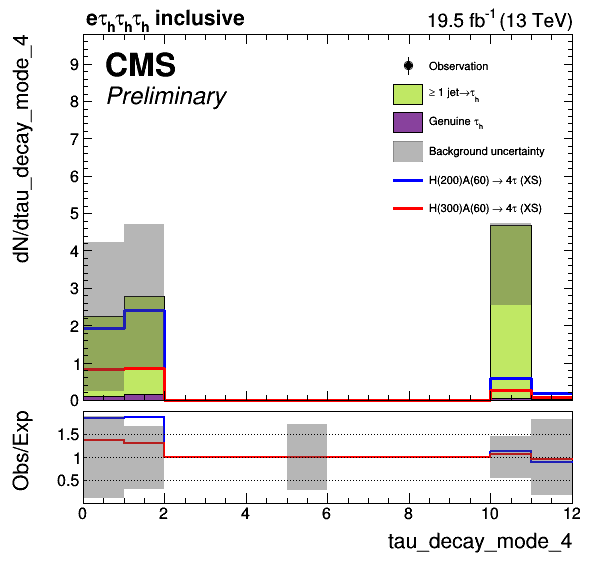 eτhτhτhτh inclusive
19.5 fb-1 (13 TeV)
CMS
Preliminary
Observation
≥ 1 jet→τh
Genuine τh
Background uncertainty
H(200)A(60) → 4τ (XS)
H(300)A(60) → 4τ (XS)
dN/dtau_decay_mode_4
9
8
7
6
5
4
3
2
1
0
Obs/Exp
1.5
1
0.5
0 2 4 6 8 10 12
tau_decay_mode_4